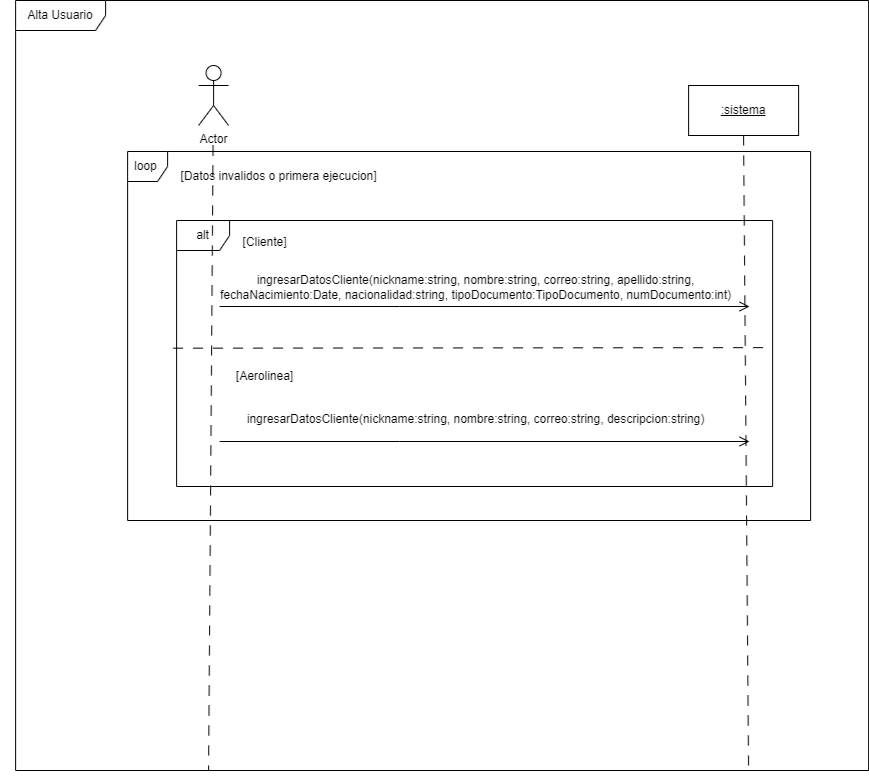 Alta Usuario
Actor
:sistema
loop
[Datos invalidos o primera ejecucion]
alt
[Cliente]
ingresarDatosCliente(nickname:string, nombre:string, correo:string, apellido:string,
fechaNacimiento:Date, nacionalidad:string, tipoDocumento:TipoDocumento, numDocumento:int)
[Aerolinea]
ingresarDatosCliente(nickname:string, nombre:string, correo:string, descripcion:string)